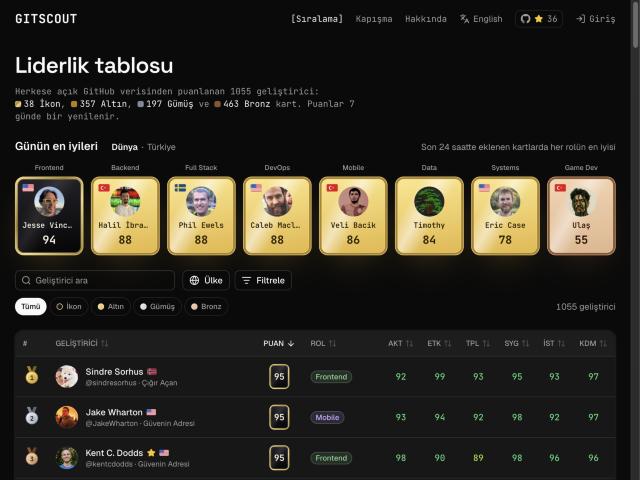 GITSCOUT
[Sıralama] Kapışma Hakkında English 36 Giriş
Liderlik tablosu
Herkese açık GitHub verisinden puanlanan 1055 geliştirici:
38 İkon, 357 Altın, 197 Gümüş ve 463 Bronz kart. Puanlar 7
günde bir yenilenir.
Günün en iyileri Dünya · Türkiye Son 24 saatte eklenen kartlarda her rolün en iyisi
Frontend Backend Full Stack DevOps Mobile Data Systems Game Dev
Jesse Vinc… Halil İbra… Phil Ewels Caleb Macl… Veli Bacik Timothy Eric Case Ulaş
94 88 88 88 86 84 78 55
Geliştirici ara Ülke Filtrele
Tümü İkon Altın Gümüş Bronz 1055 geliştirici
# GELİŞTİRİCİ PUAN ROL AKT ETK TPL SYG İST KDM
1 Sindre Sorhus 95 Frontend 92 99 93 95 93 97
@sindresorhus · Çığır Açan
2 Jake Wharton 95 Mobile 93 94 92 98 92 97
@JakeWharton · Güvenin Adresi
3 Kent C. Dodds 95 Frontend 98 90 89 98 96 96
@kentcdodds · Güvenin Adresi